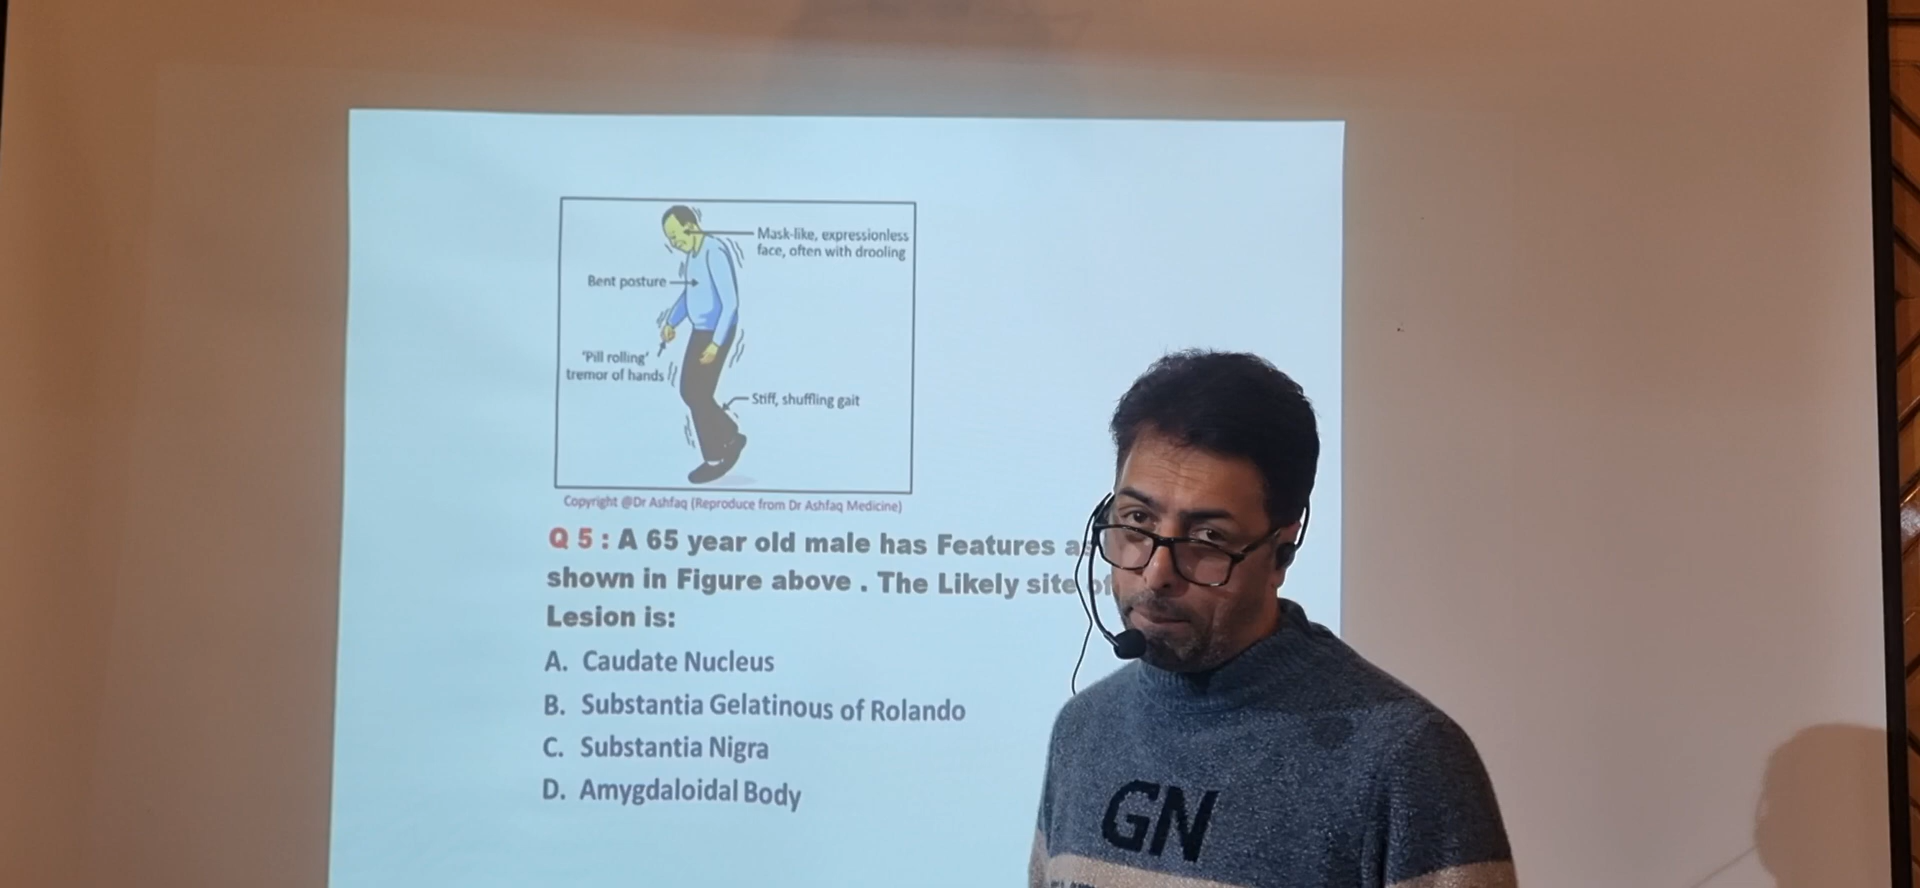 Mask-like, expressionless
face, often with drooling
Bent posture
'Pill rolling'
tremor of hands
Stiff, shuffling gait
Copyright @Dr Ashfaq (Reproduce from Dr Ashfaq Medicine)
Q 5 : A 65 year old male has Features as
shown in Figure above . The Likely site of
Lesion is:
A. Caudate Nucleus
B. Substantia Gelatinous of Rolando
C. Substantia Nigra
D. Amygdaloidal Body
GN